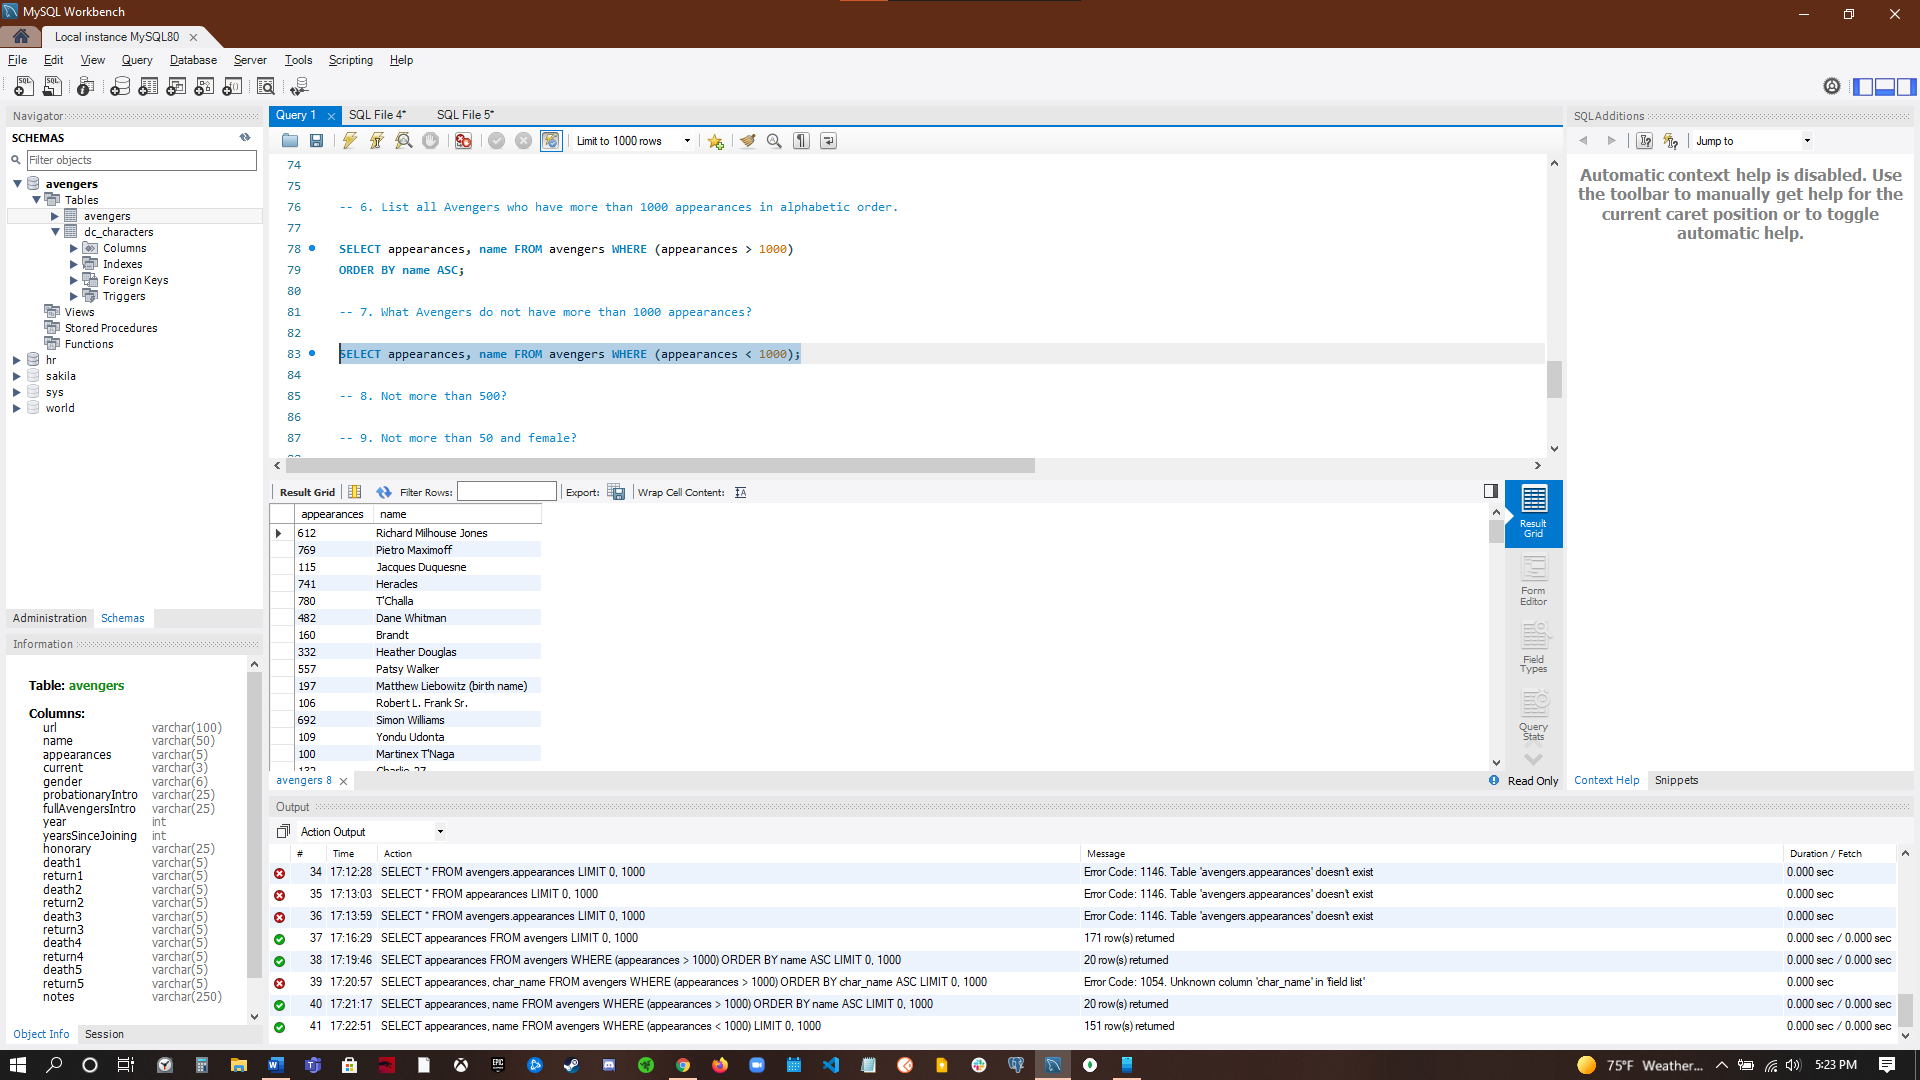 MySQL Workbench
Local instance MySQL80
File Edit View Query Database Server Tools Scripting Help
Navigator
SCHEMAS
Filter objects
avengers
Tables
avengers
dc_characters
Columns
Indexes
Foreign Keys
Triggers
Views
Stored Procedures
Functions
hr
sakila
sys
world
Administration Schemas
Information
Table: avengers
Columns:
url varchar(100)
name varchar(50)
appearances varchar(5)
current varchar(3)
gender varchar(6)
probationaryIntro varchar(25)
fullAvengersIntro varchar(25)
year int
yearsSinceJoining int
honorary varchar(25)
death1 varchar(5)
return1 varchar(5)
death2 varchar(5)
return2 varchar(5)
death3 varchar(5)
return3 varchar(5)
death4 varchar(5)
return4 varchar(5)
death5 varchar(5)
return5 varchar(5)
notes varchar(250)
Object Info Session
Query 1 SQL File 4* SQL File 5*
Limit to 1000 rows
74
75
76 -- 6. List all Avengers who have more than 1000 appearances in alphabetic order.
77
78 SELECT appearances, name FROM avengers WHERE (appearances > 1000)
79 ORDER BY name ASC;
80
81 -- 7. What Avengers do not have more than 1000 appearances?
82
83 SELECT appearances, name FROM avengers WHERE (appearances < 1000);
84
85 -- 8. Not more than 500?
86
87 -- 9. Not more than 50 and female?
Result Grid Filter Rows: Export: Wrap Cell Content:
appearances name
612 Richard Milhouse Jones
769 Pietro Maximoff
115 Jacques Duquesne
741 Heracles
780 T'Challa
482 Dane Whitman
160 Brandt
332 Heather Douglas
557 Patsy Walker
197 Matthew Liebowitz (birth name)
106 Robert L. Frank Sr.
692 Simon Williams
109 Yondu Udonta
100 Martinex T'Naga
132 Charlie-27
Result Grid
Form Editor
Field Types
Query Stats
avengers 8
Read Only
SQLAdditions
Jump to
Automatic context help is disabled. Use
the toolbar to manually get help for the
current caret position or to toggle
automatic help.
Context Help Snippets
Output
Action Output
# Time Action Message Duration / Fetch
34 17:12:28 SELECT * FROM avengers.appearances LIMIT 0, 1000 Error Code: 1146. Table 'avengers.appearances' doesn't exist 0.000 sec
35 17:13:03 SELECT * FROM appearances LIMIT 0, 1000 Error Code: 1146. Table 'avengers.appearances' doesn't exist 0.000 sec
36 17:13:59 SELECT * FROM avengers.appearances LIMIT 0, 1000 Error Code: 1146. Table 'avengers.appearances' doesn't exist 0.000 sec
37 17:16:29 SELECT appearances FROM avengers LIMIT 0, 1000 171 row(s) returned 0.000 sec / 0.000 sec
38 17:19:46 SELECT appearances FROM avengers WHERE (appearances > 1000) ORDER BY name ASC LIMIT 0, 1000 20 row(s) returned 0.000 sec / 0.000 sec
39 17:20:57 SELECT appearances, char_name FROM avengers WHERE (appearances > 1000) ORDER BY char_name ASC LIMIT 0, 1000 Error Code: 1054. Unknown column 'char_name' in 'field list' 0.000 sec
40 17:21:17 SELECT appearances, name FROM avengers WHERE (appearances > 1000) ORDER BY name ASC LIMIT 0, 1000 20 row(s) returned 0.000 sec / 0.000 sec
41 17:22:51 SELECT appearances, name FROM avengers WHERE (appearances < 1000) LIMIT 0, 1000 151 row(s) returned 0.000 sec / 0.000 sec
75°F Weather... 5:23 PM